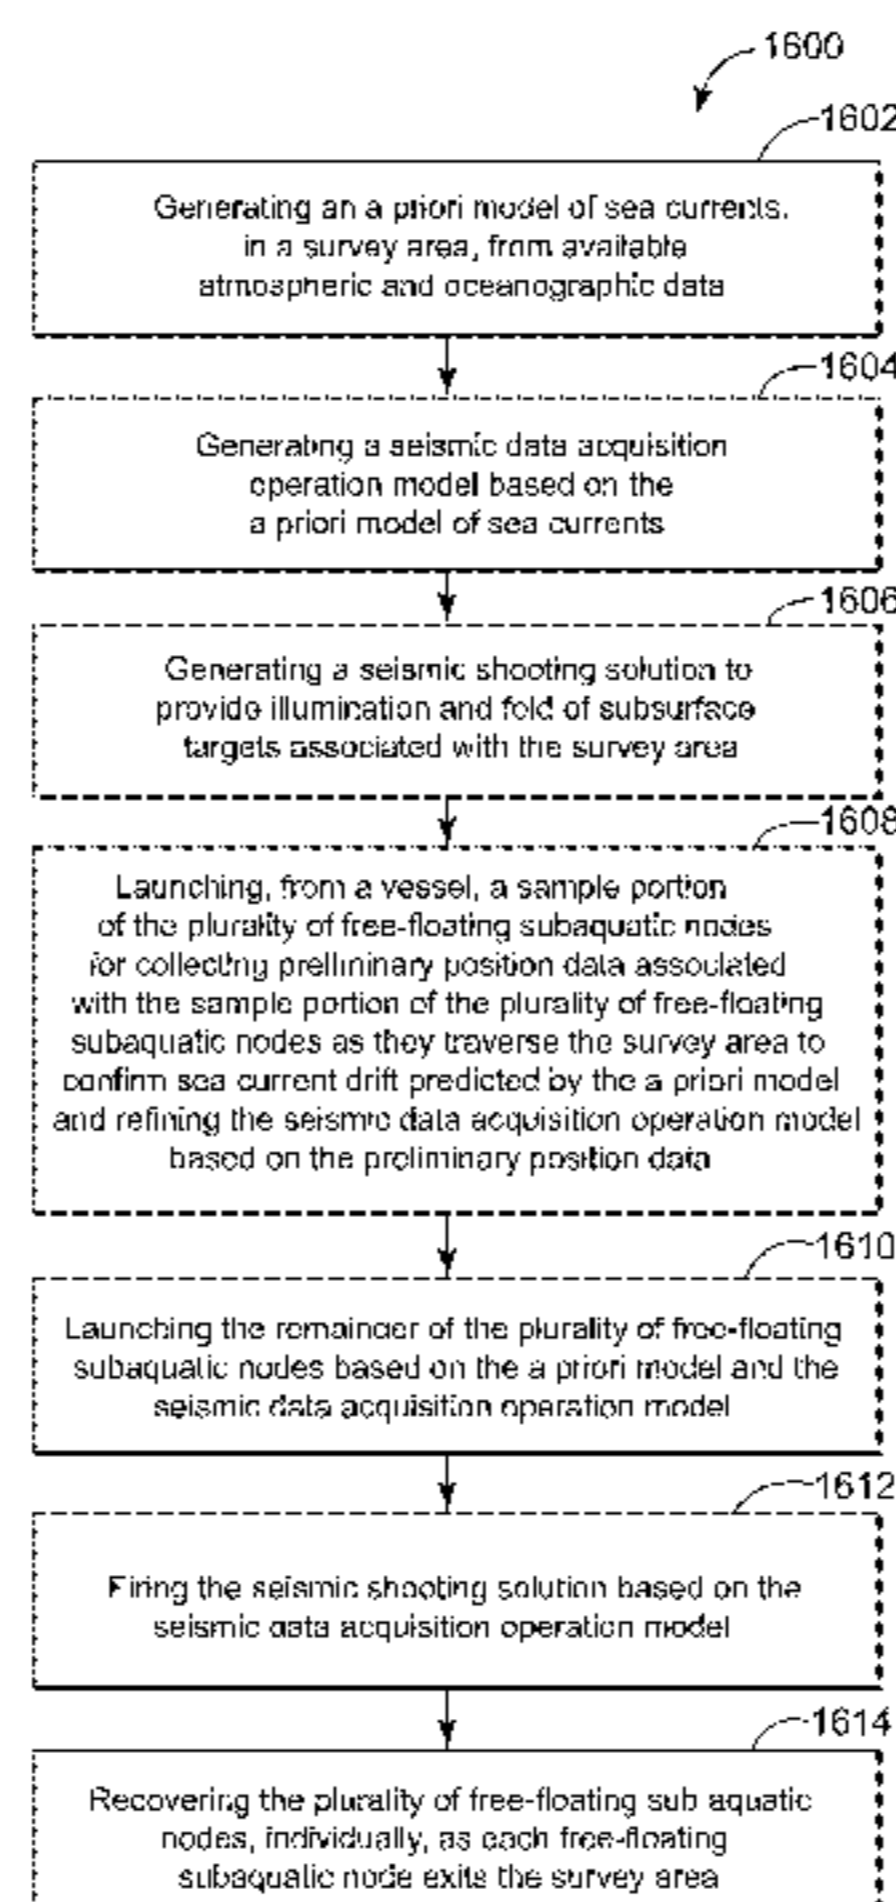 1600
1602
Generating an a priori model of sea currents,
in a survey area, from available
atmospheric and oceanographic data
1604
Generating a seismic data acquisition
operation model based on the
a priori model of sea currents
1606
Generating a seismic shooting solution to
provide illumination and fold of subsurface
targets associated with the survey area
1608
Launching, from a vessel, a sample portion
of the plurality of free-floating subaquatic nodes
for collecting preliminary position data associated
with the sample portion of the plurality of free-floating
subaquatic nodes as they traverse the survey area to
confirm sea current drift predicted by the a priori model
and refining the seismic data acquisition operation model
based on the preliminary position data
1610
Launching the remainder of the plurality of free-floating
subaquatic nodes based on the a priori model and the
seismic data acquisition operation model
1612
Firing the seismic shooting solution based on the
seismic data acquisition operation model
1614
Recovering the plurality of free-floating sub aquatic
nodes, individually, as each free-floating
subaquatic node exits the survey area